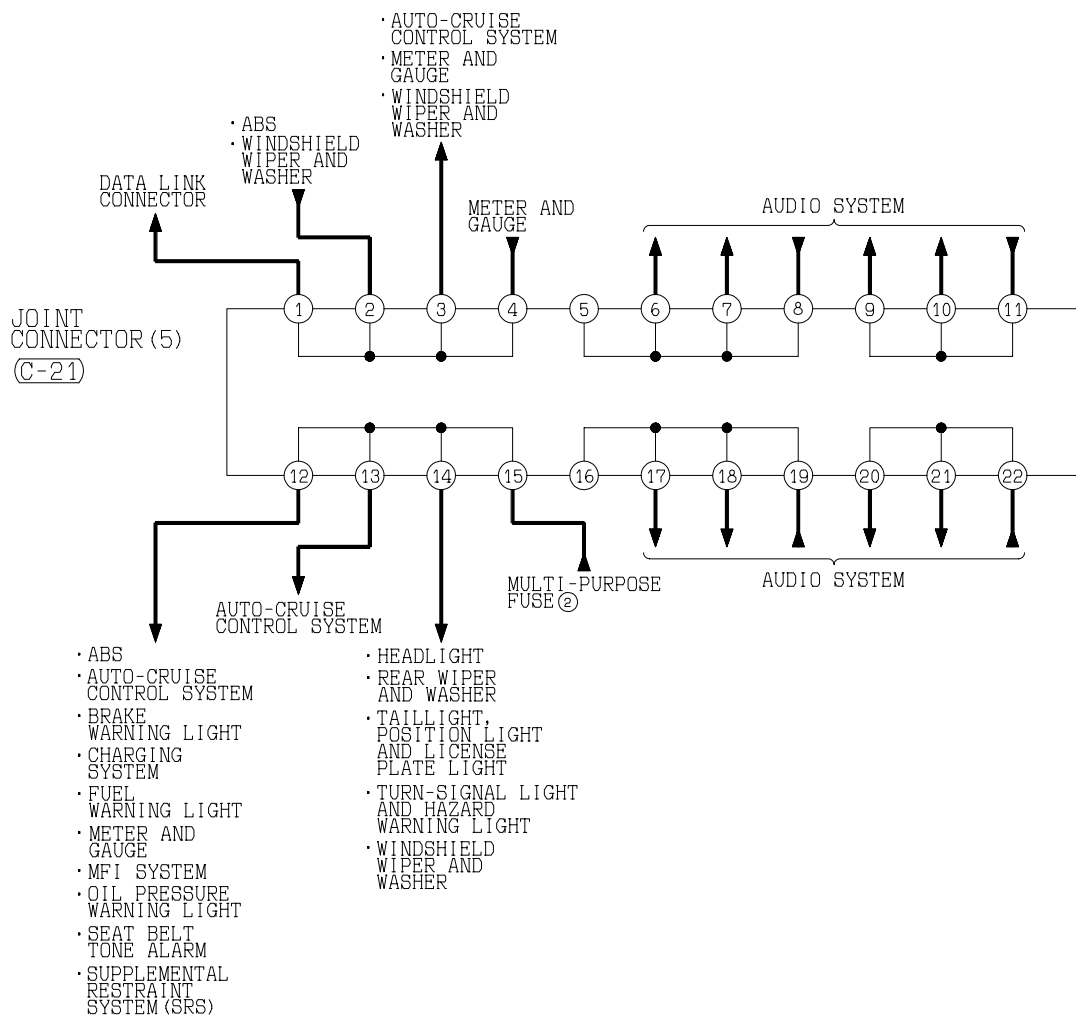 · AUTO-CRUISE
CONTROL SYSTEM
· METER AND
GAUGE
· WINDSHIELD
WIPER AND
WASHER
· ABS
· WINDSHIELD
WIPER AND
WASHER
DATA LINK
CONNECTOR
METER AND
GAUGE
AUDIO SYSTEM
1 2 3 4 5 6 7 8 9 10 11
JOINT
CONNECTOR(5)
C-21
12 13 14 15 16 17 18 19 20 21 22
AUTO-CRUISE
CONTROL SYSTEM
MULTI-PURPOSE
FUSE②
AUDIO SYSTEM
· ABS
· AUTO-CRUISE
CONTROL SYSTEM
· BRAKE
WARNING LIGHT
· CHARGING
SYSTEM
· FUEL
WARNING LIGHT
· METER AND
GAUGE
· MFI SYSTEM
· OIL PRESSURE
WARNING LIGHT
· SEAT BELT
TONE ALARM
· SUPPLEMENTAL
RESTRAINT
SYSTEM(SRS)
· HEADLIGHT
· REAR WIPER
AND WASHER
· TAILLIGHT,
POSITION LIGHT
AND LICENSE
PLATE LIGHT
· TURN-SIGNAL LIGHT
AND HAZARD
WARNING LIGHT
· WINDSHIELD
WIPER AND
WASHER